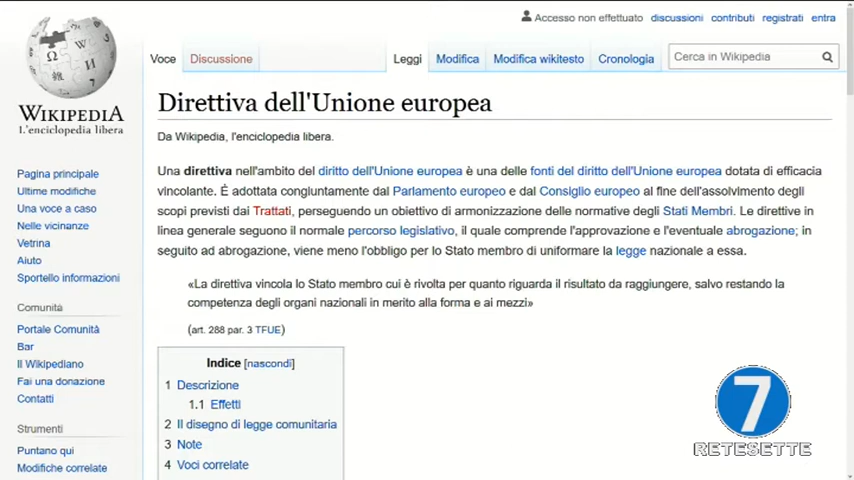 Accesso non effettuato discussioni contributi registrati entra
Voce Discussione Leggi Modifica Modifica wikitesto Cronologia Cerca in Wikipedia
WIKIPEDIA
L'enciclopedia libera
Direttiva dell'Unione europea
Da Wikipedia, l'enciclopedia libera.
Una direttiva nell'ambito del diritto dell'Unione europea è una delle fonti del diritto dell'Unione europea dotata di efficacia
vincolante. È adottata congiuntamente dal Parlamento europeo e dal Consiglio europeo al fine dell'assolvimento degli
scopi previsti dai Trattati, perseguendo un obiettivo di armonizzazione delle normative degli Stati Membri. Le direttive in
linea generale seguono il normale percorso legislativo, il quale comprende l'approvazione e l'eventuale abrogazione; in
seguito ad abrogazione, viene meno l'obbligo per lo Stato membro di uniformare la legge nazionale a essa.
«La direttiva vincola lo Stato membro cui è rivolta per quanto riguarda il risultato da raggiungere, salvo restando la
competenza degli organi nazionali in merito alla forma e ai mezzi»
(art. 288 par. 3 TFUE)
Indice [nascondi]
1 Descrizione
1.1 Effetti
2 Il disegno di legge comunitaria
3 Note
4 Voci correlate
Pagina principale
Ultime modifiche
Una voce a caso
Nelle vicinanze
Vetrina
Aiuto
Sportello informazioni
Comunità
Portale Comunità
Bar
Il Wikipediano
Fai una donazione
Contatti
Strumenti
Puntano qui
Modifiche correlate
7
RETESETTE